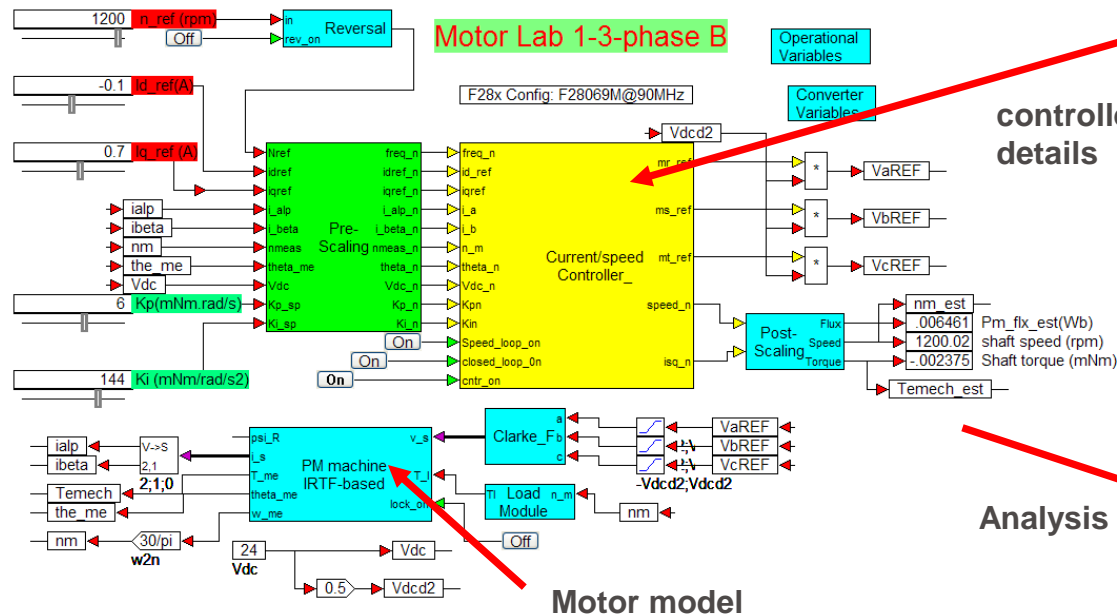 Motor Lab 1-3-phase B
1200 n_ref (rpm)
Off
in
rev_on
Reversal
-0.1 Id_ref(A)
0.7 Iq_ref (A)
F28x Config: F28069M@90MHz
Operational
Variables
Converter
Variables
controlle
details
Vdcd2
ialp
ibeta
nm
the_me
Vdc
6 Kp(mNm.rad/s)
144 Ki (mNm/rad/s2)
Nref
idref
iqref
i_alp
i_beta
nmeas
theta_me
Vdc
Kp_sp
Ki_sp
Pre-
Scaling
freq_n
idref_n
iqref_n
i_alp_n
i_beta_n
nmeas_n
theta_n
Vdc_n
Kp_n
Ki_n
On
On
On
freq_n
id_ref
iqref
i_a
i_b
n_m
theta_n
Vdc_n
Kpn
Kin
Speed_loop_on
closed_loop_0n
cntr_on
Current/speed
Controller_
mr_ref
ms_ref
mt_ref
speed_n
isq_n
*
*
*
VaREF
VbREF
VcREF
Post-
Scaling
Flux
Speed
Torque
nm_est
.006461 Pm_flx_est(Wb)
1200.02 shaft speed (rpm)
-.002375 Shaft torque (mNm)
Temech_est
ialp
ibeta
V->S
2,1
2;1;0
Temech
the_me
nm
30/pi
w2n
psi_R
i_s
T_me
theta_me
w_me
PM machine
IRTF-based
v_s
T_l
lock_on
Clarke_F
a
b
c
VaREF
VbREF
VcREF
-Vdcd2;Vdcd2
Tl Load n_m
Module
nm
Off
24
Vdc
Vdc
0.5
Vdcd2
Analysis
Motor model